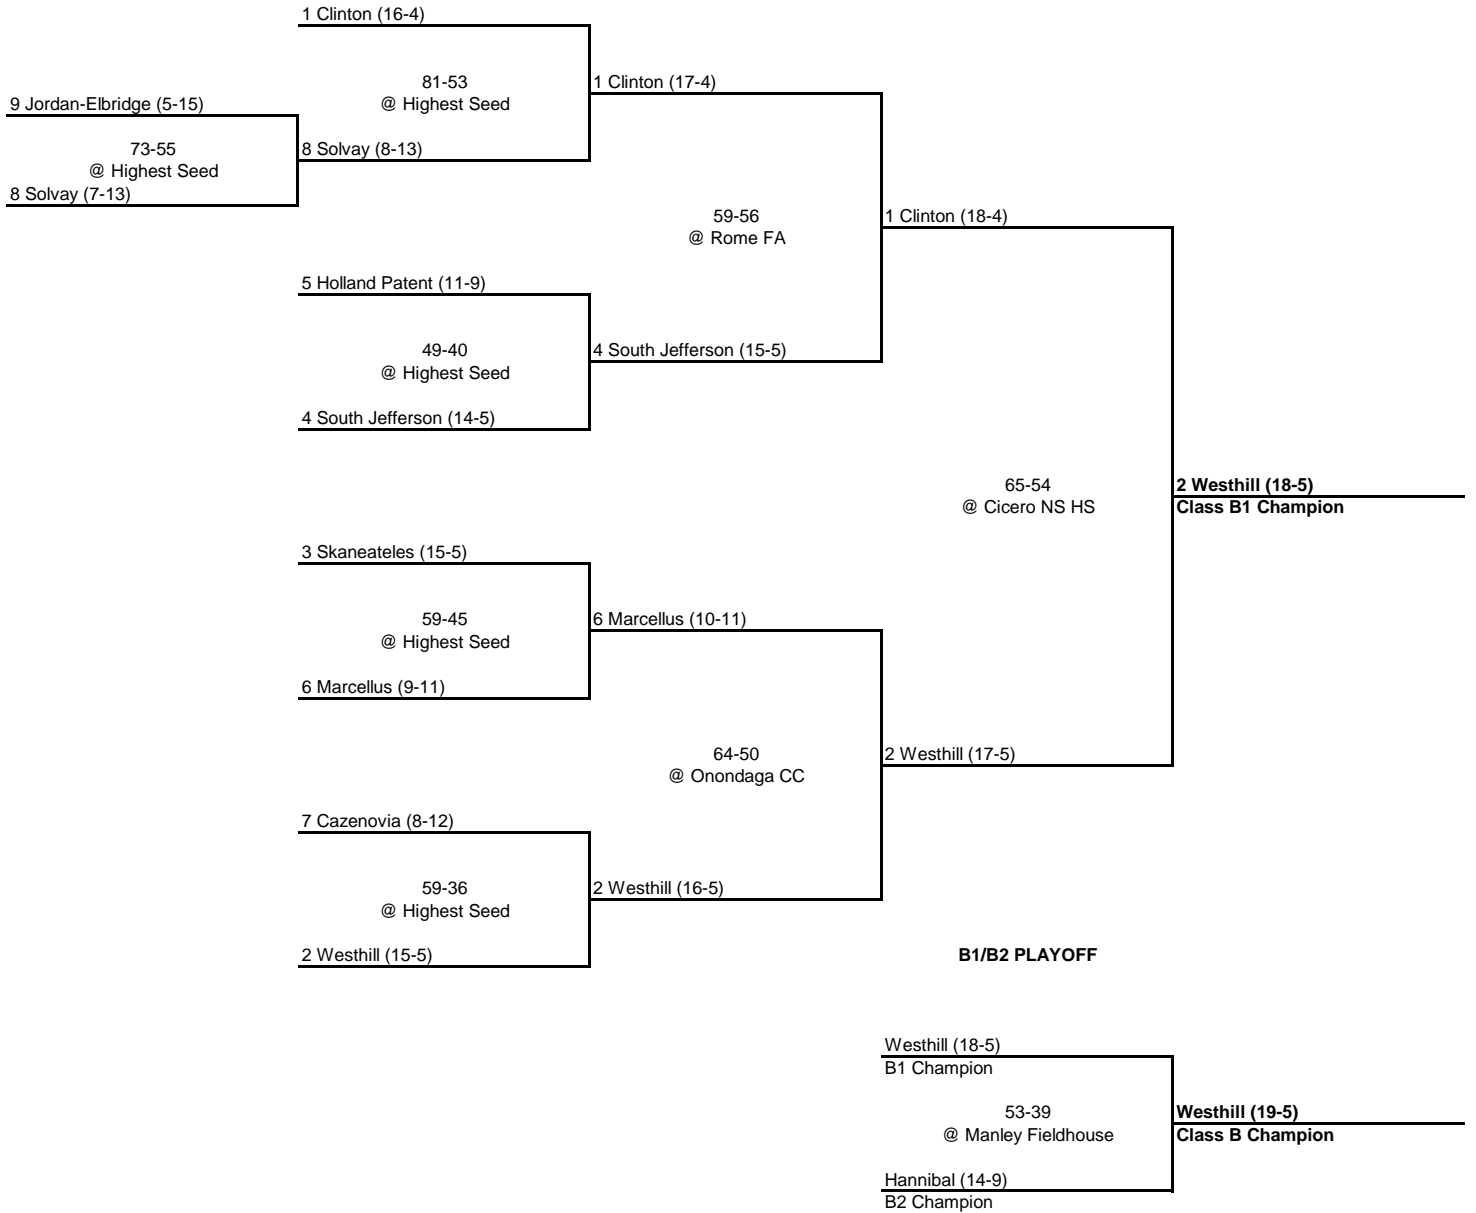 1 Clinton (16-4)
81-53
@ Highest Seed
1 Clinton (17-4)
9 Jordan-Elbridge (5-15)
73-55
@ Highest Seed
8 Solvay (8-13)
8 Solvay (7-13)
59-56
@ Rome FA
1 Clinton (18-4)
5 Holland Patent (11-9)
49-40
@ Highest Seed
4 South Jefferson (15-5)
4 South Jefferson (14-5)
65-54
@ Cicero NS HS
2 Westhill (18-5)
Class B1 Champion
3 Skaneateles (15-5)
59-45
@ Highest Seed
6 Marcellus (10-11)
6 Marcellus (9-11)
64-50
@ Onondaga CC
2 Westhill (17-5)
7 Cazenovia (8-12)
59-36
@ Highest Seed
2 Westhill (16-5)
2 Westhill (15-5)
B1/B2 PLAYOFF
Westhill (18-5)
B1 Champion
53-39
@ Manley Fieldhouse
Westhill (19-5)
Class B Champion
Hannibal (14-9)
B2 Champion